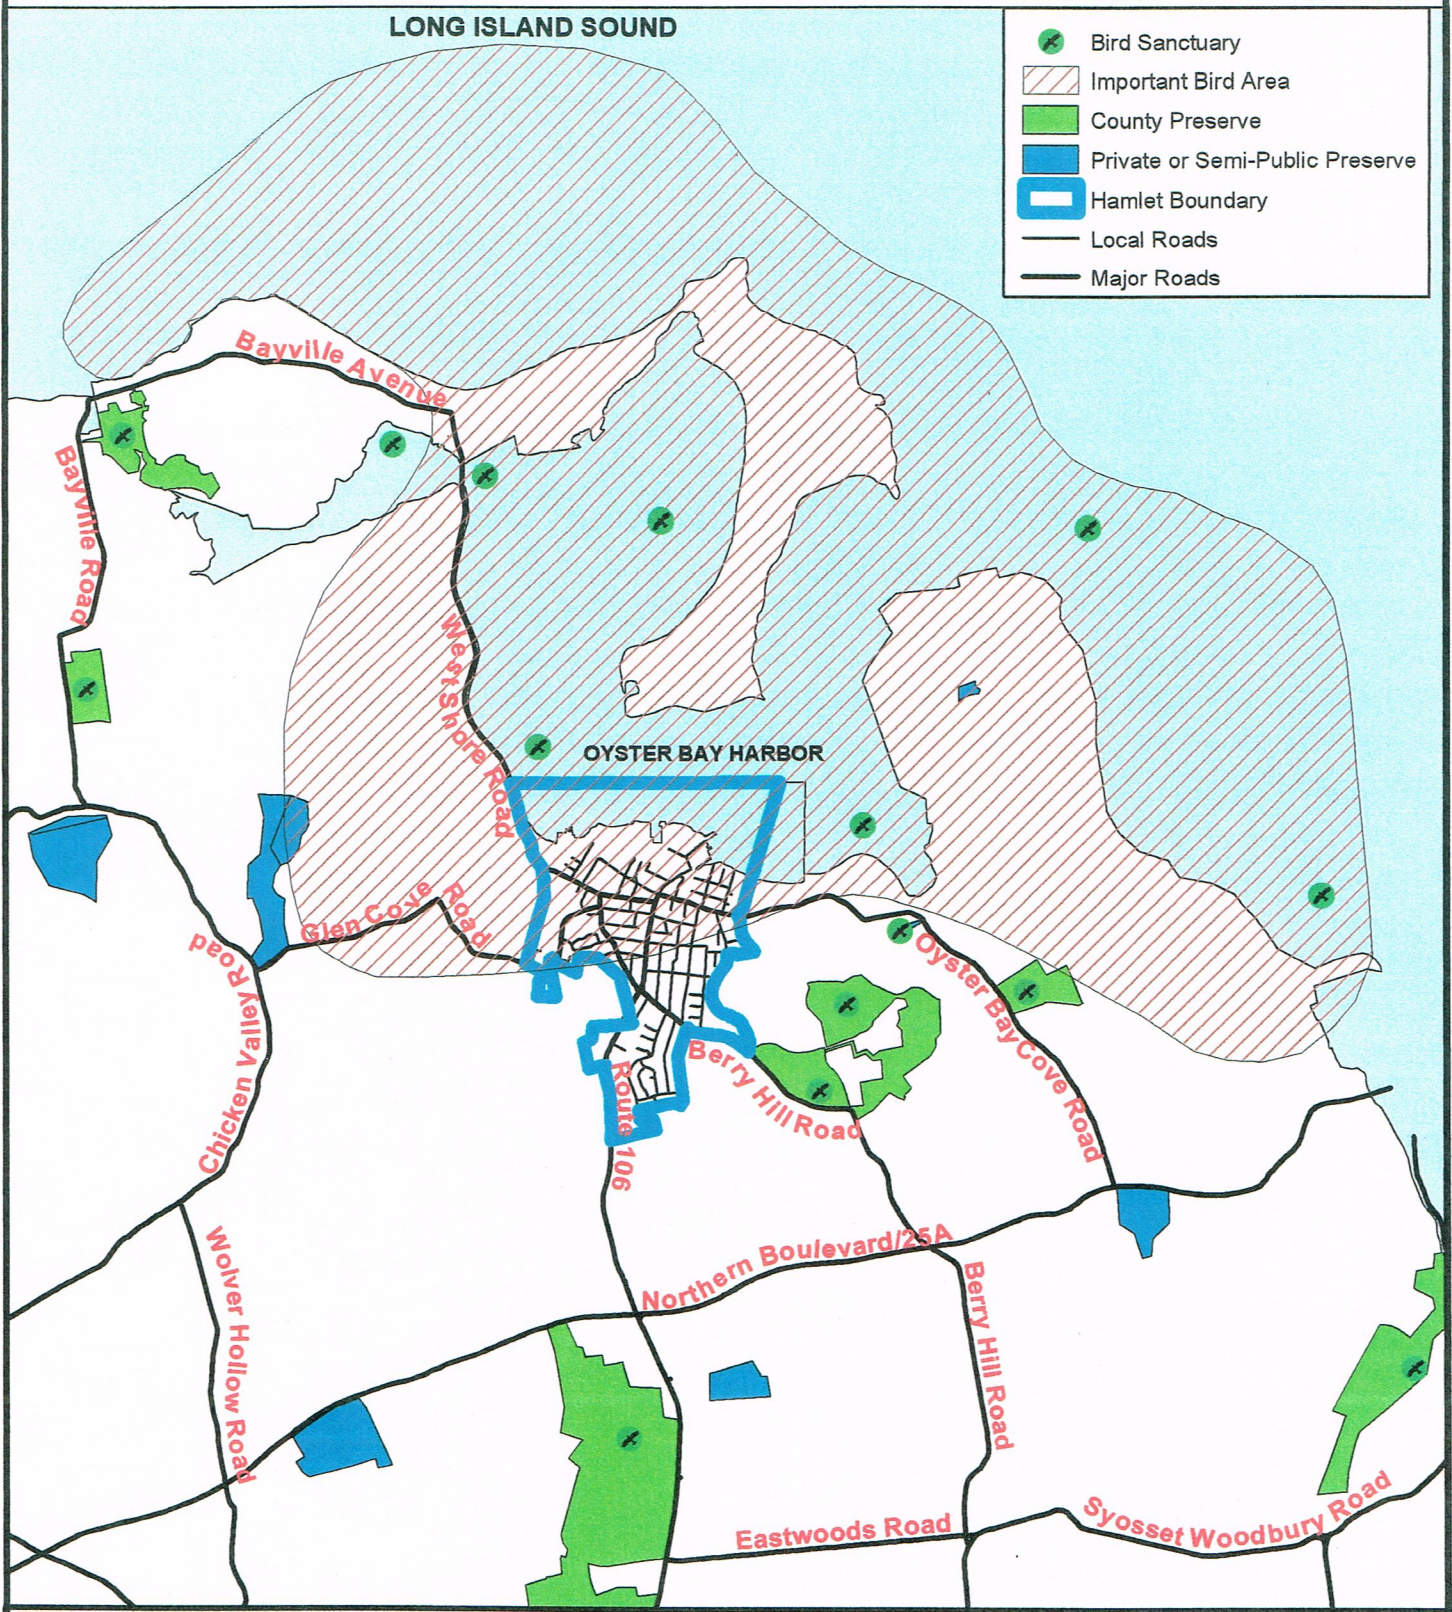 LONG ISLAND SOUND
Bird Sanctuary
Important Bird Area
County Preserve
Private or Semi-Public Preserve
Hamlet Boundary
Local Roads
Major Roads
Bayville Avenue
Bayville Road
West Shore Road
OYSTER BAY HARBOR
Glen Cove Road
Chicken Valley Road
Oyster Bay Cove Road
Berry Hill Road
Route 106
Wolver Hollow Road
Northern Boulevard/25A
Berry Hill Road
Eastwoods Road
Syosset Woodbury Road